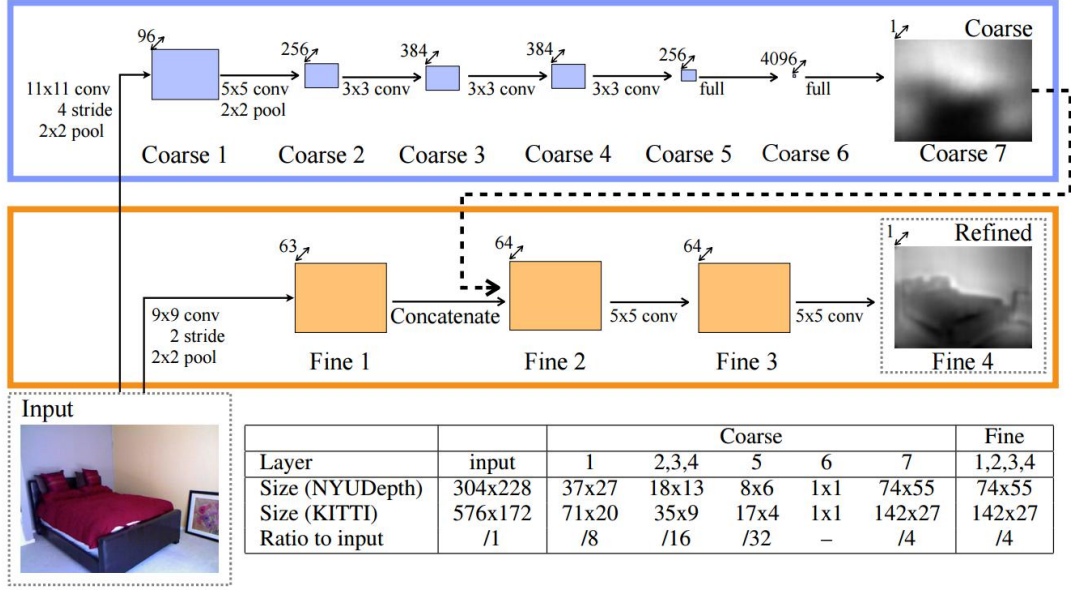 96
11x11 conv
4 stride
2x2 pool
5x5 conv
2x2 pool
256
3x3 conv
384
3x3 conv
384
3x3 conv
256
full
4096
full
1
Coarse
Coarse 1
Coarse 2
Coarse 3
Coarse 4
Coarse 5
Coarse 6
Coarse 7
63
9x9 conv
2 stride
2x2 pool
Concatenate
64
5x5 conv
64
5x5 conv
1
Refined
Fine 1
Fine 2
Fine 3
Fine 4
Input
Coarse Fine
Layer input 1 2,3,4 5 6 7 1,2,3,4
Size (NYUDepth) 304x228 37x27 18x13 8x6 1x1 74x55 74x55
Size (KITTI) 576x172 71x20 35x9 17x4 1x1 142x27 142x27
Ratio to input /1 /8 /16 /32 – /4 /4